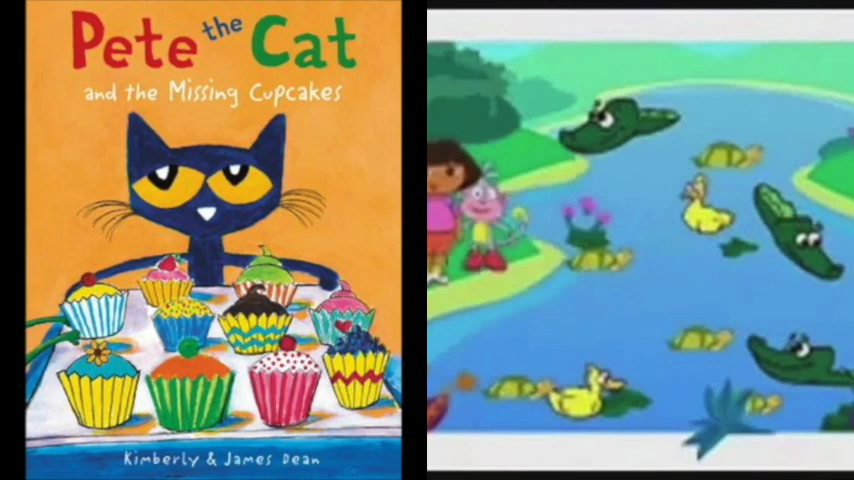 Pete the Cat
and the Missing Cupcakes
Kimberly & James Dean